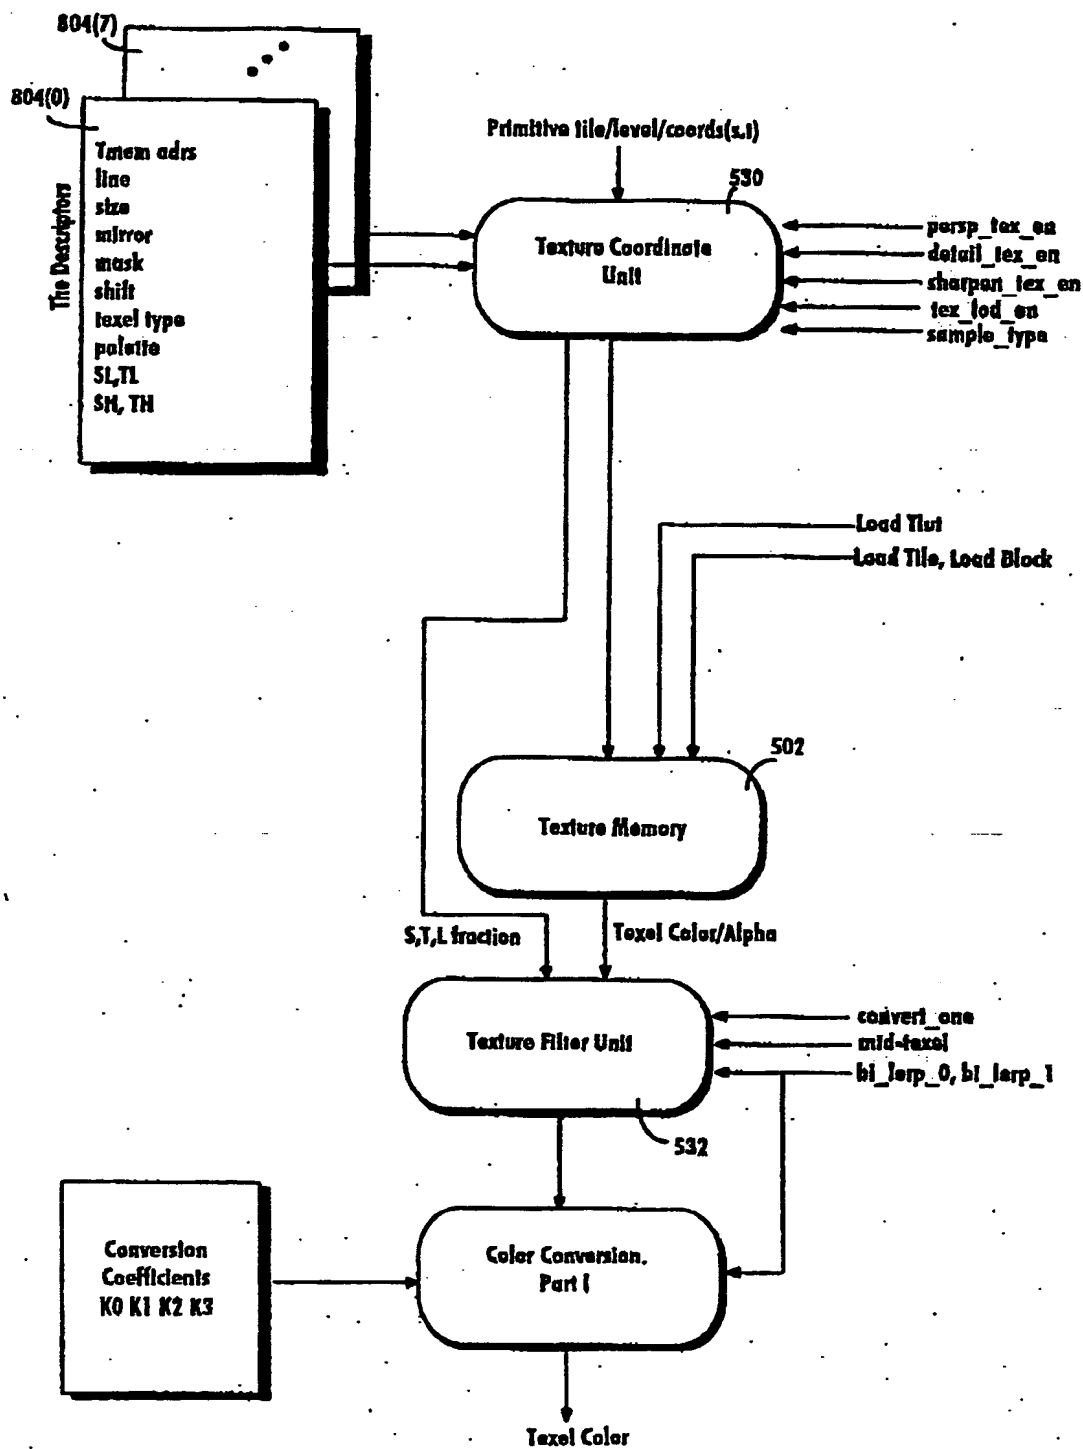 804(7)
804(0)
Tmem adrs
line
size
mirror
mask
shift
texel type
palette
SL,TL
SH, TH
The Descriptors
Primitive tile/level/coords(s,t)
530
Texture Coordinate
Unit
persp_tex_en
detail_tex_en
sharpen_tex_en
tex_lod_en
sample_type
Load Tlut
Load Tile, Load Block
502
Texture Memory
S,T,L fraction
Texel Color/Alpha
Texture Filter Unit
convert_one
mid-texel
bi_lerp_0, bi_lerp_1
532
Conversion
Coefficients
K0 K1 K2 K3
Color Conversion,
Part I
Texel Color